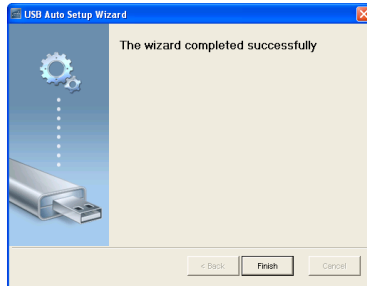 USB Auto Setup Wizard
The wizard completed successfully
< Back Finish Cancel